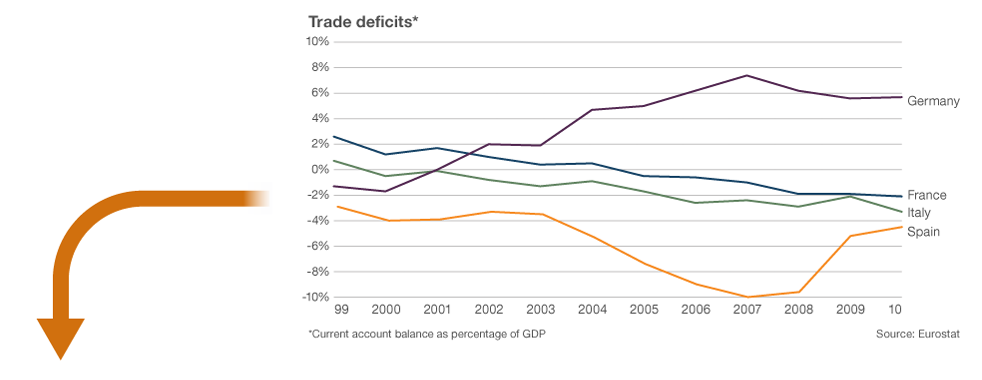 Trade deficits*
10%
8%
6%
4%
2%
0%
-2%
-4%
-6%
-8%
-10%
Germany
France
Italy
Spain
99 2000 2001 2002 2003 2004 2005 2006 2007 2008 2009 10
*Current account balance as percentage of GDP Source: Eurostat